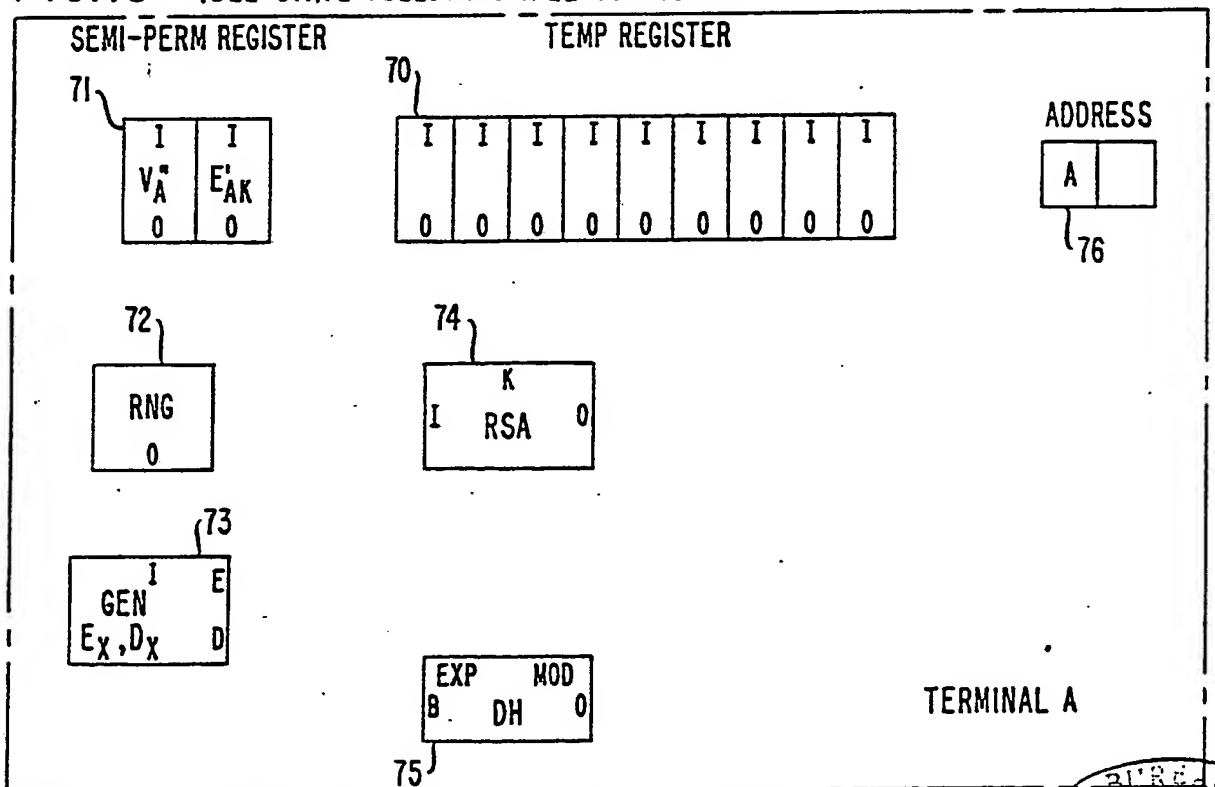 SEMI-PERM REGISTER TEMP REGISTER
71 70
ADDRESS
I I I I I I I I I I I
V"A E'AK
A
0 0 0 0 0 0 0 0 0 0 0
76
72 74
RNG
0
K
I RSA 0
73
I E
GEN
EX, DX D
EXP MOD
B DH 0
75
TERMINAL A